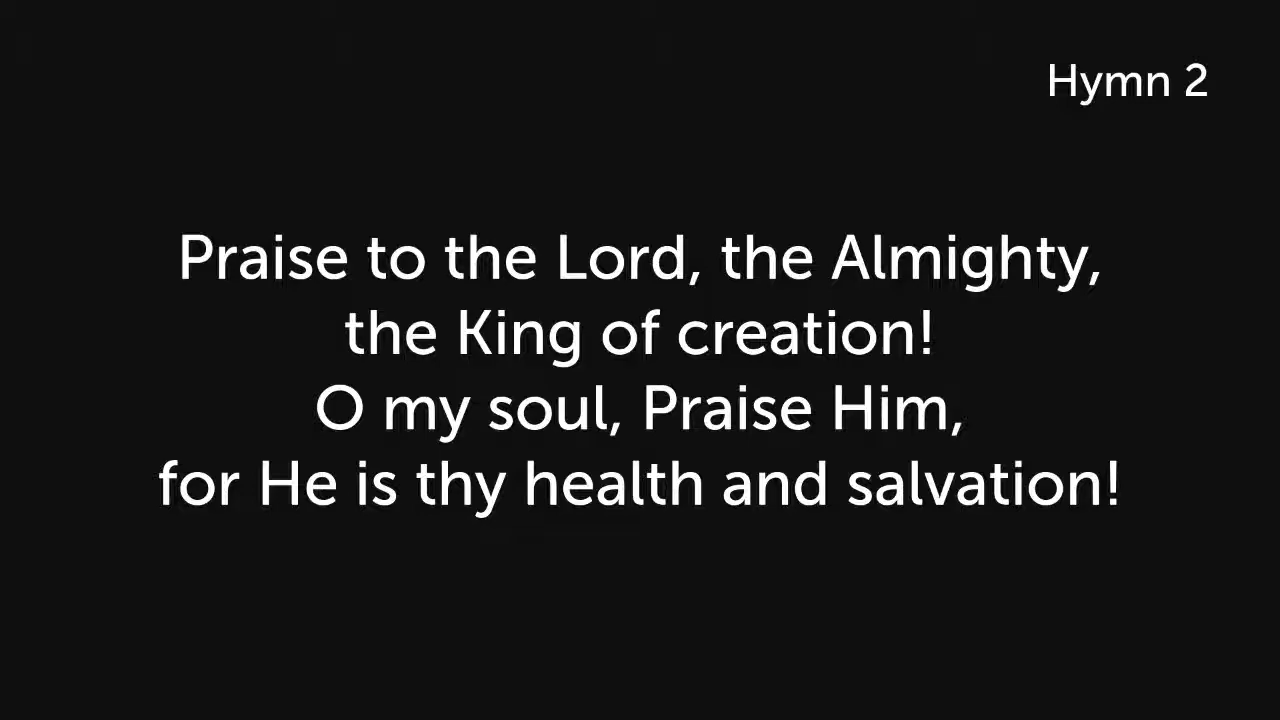 Hymn 2
Praise to the Lord, the Almighty,
the King of creation!
O my soul, Praise Him,
for He is thy health and salvation!